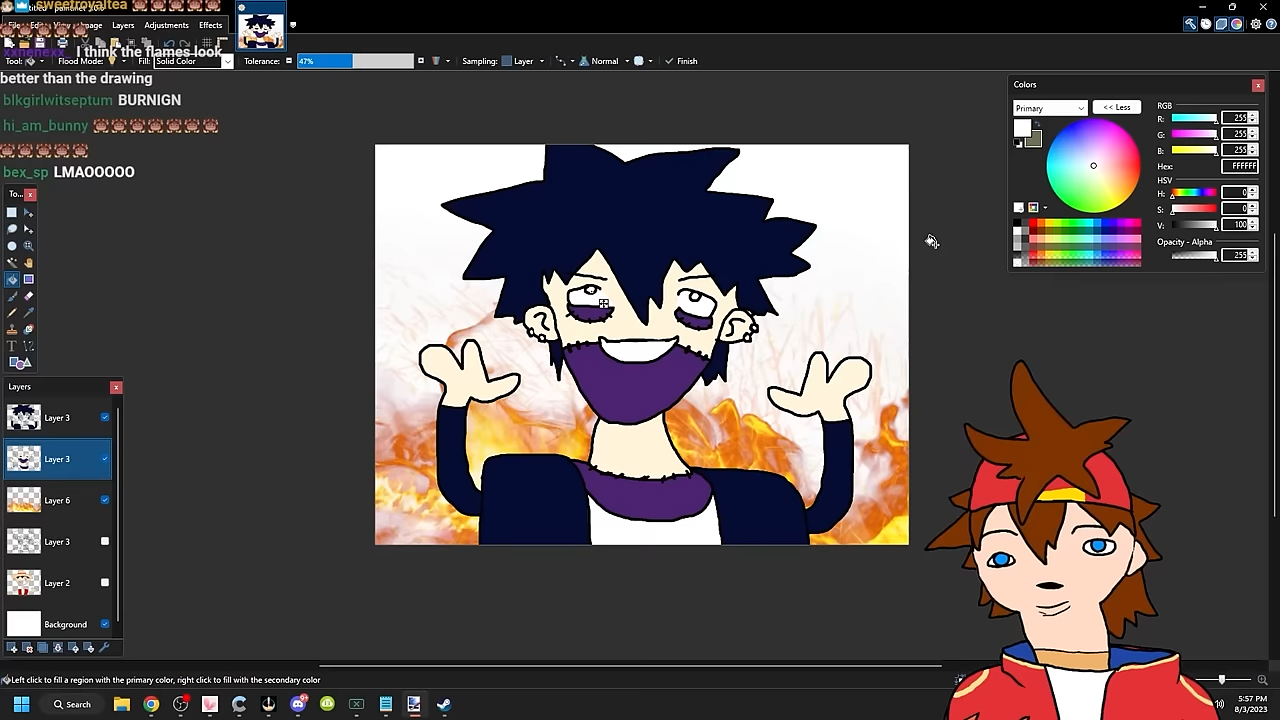 sweetroyaltea
Layers Adjustments Effects
xxnenexx_ I think the flames look
Tool: Flood Mode: Fill: Solid Color Tolerance: 47% Sampling: Layer Normal Finish
better than the drawing
blkgirlwitseptum BURNIGN
hi_am_bunny
bex_sp LMAOOOOO
To...
Colors
Primary << Less
RGB
R: 255
G: 255
B: 255
Hex: FFFFFF
HSV
H: 0
S: 0
V: 100
Opacity - Alpha
255
Layers
Layer 3
Layer 3
Layer 6
Layer 3
Layer 2
Background
Left click to fill a region with the primary color, right click to fill with the secondary color
Search
5:57 PM
8/3/2023